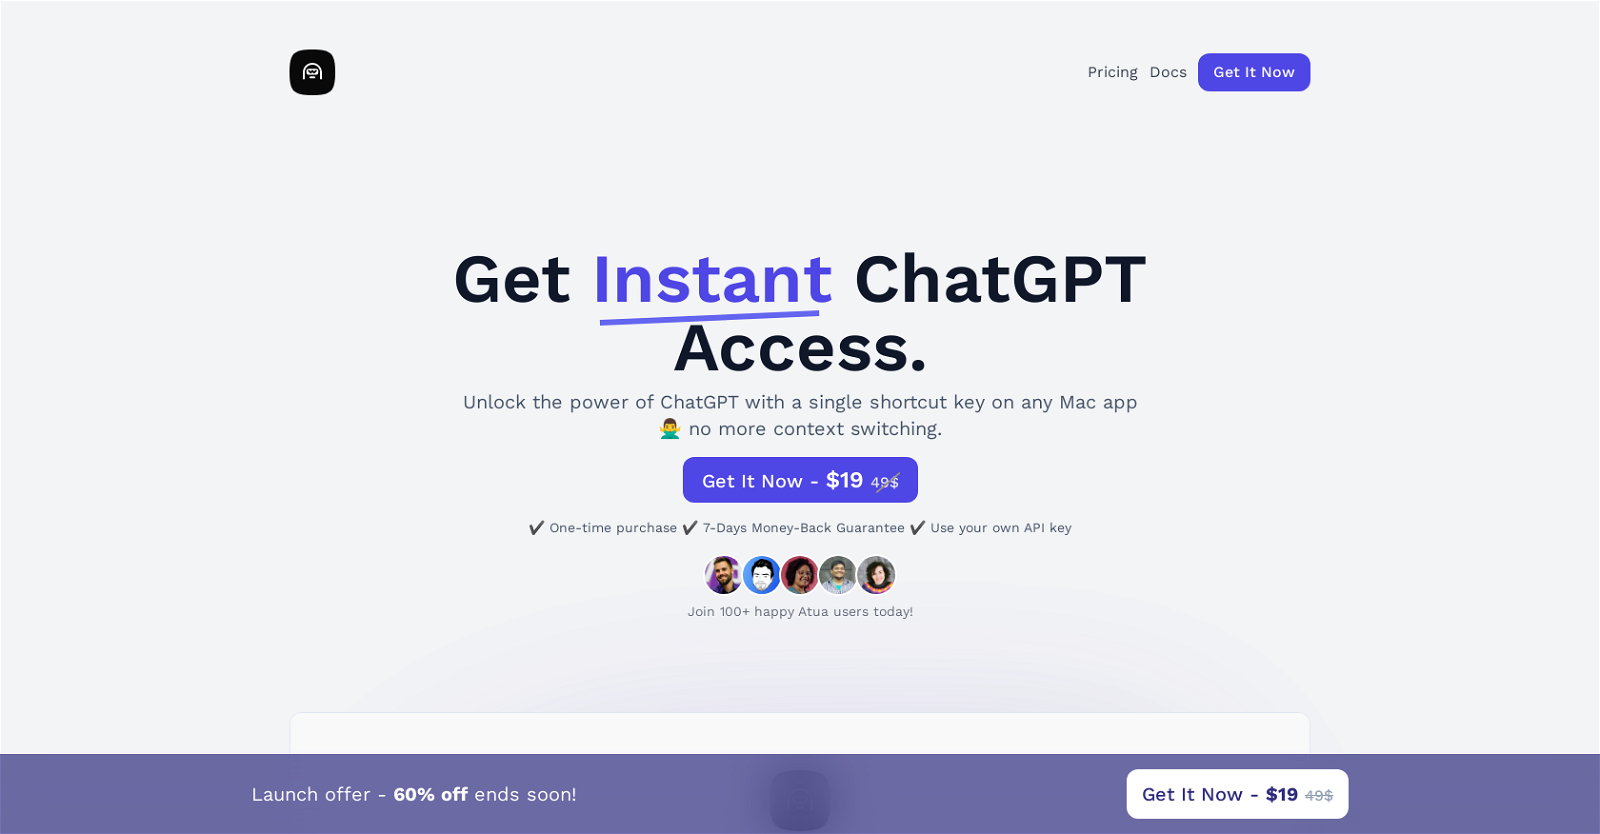 Pricing Docs Get It Now
Get Instant ChatGPT
Access.
Unlock the power of ChatGPT with a single shortcut key on any Mac app
🙅‍♂️ no more context switching.
Get It Now - $19 49$
✔️ One-time purchase ✔️ 7-Days Money-Back Guarantee ✔️ Use your own API key
Join 100+ happy Atua users today!
Launch offer - 60% off ends soon!
Get It Now - $19 49$